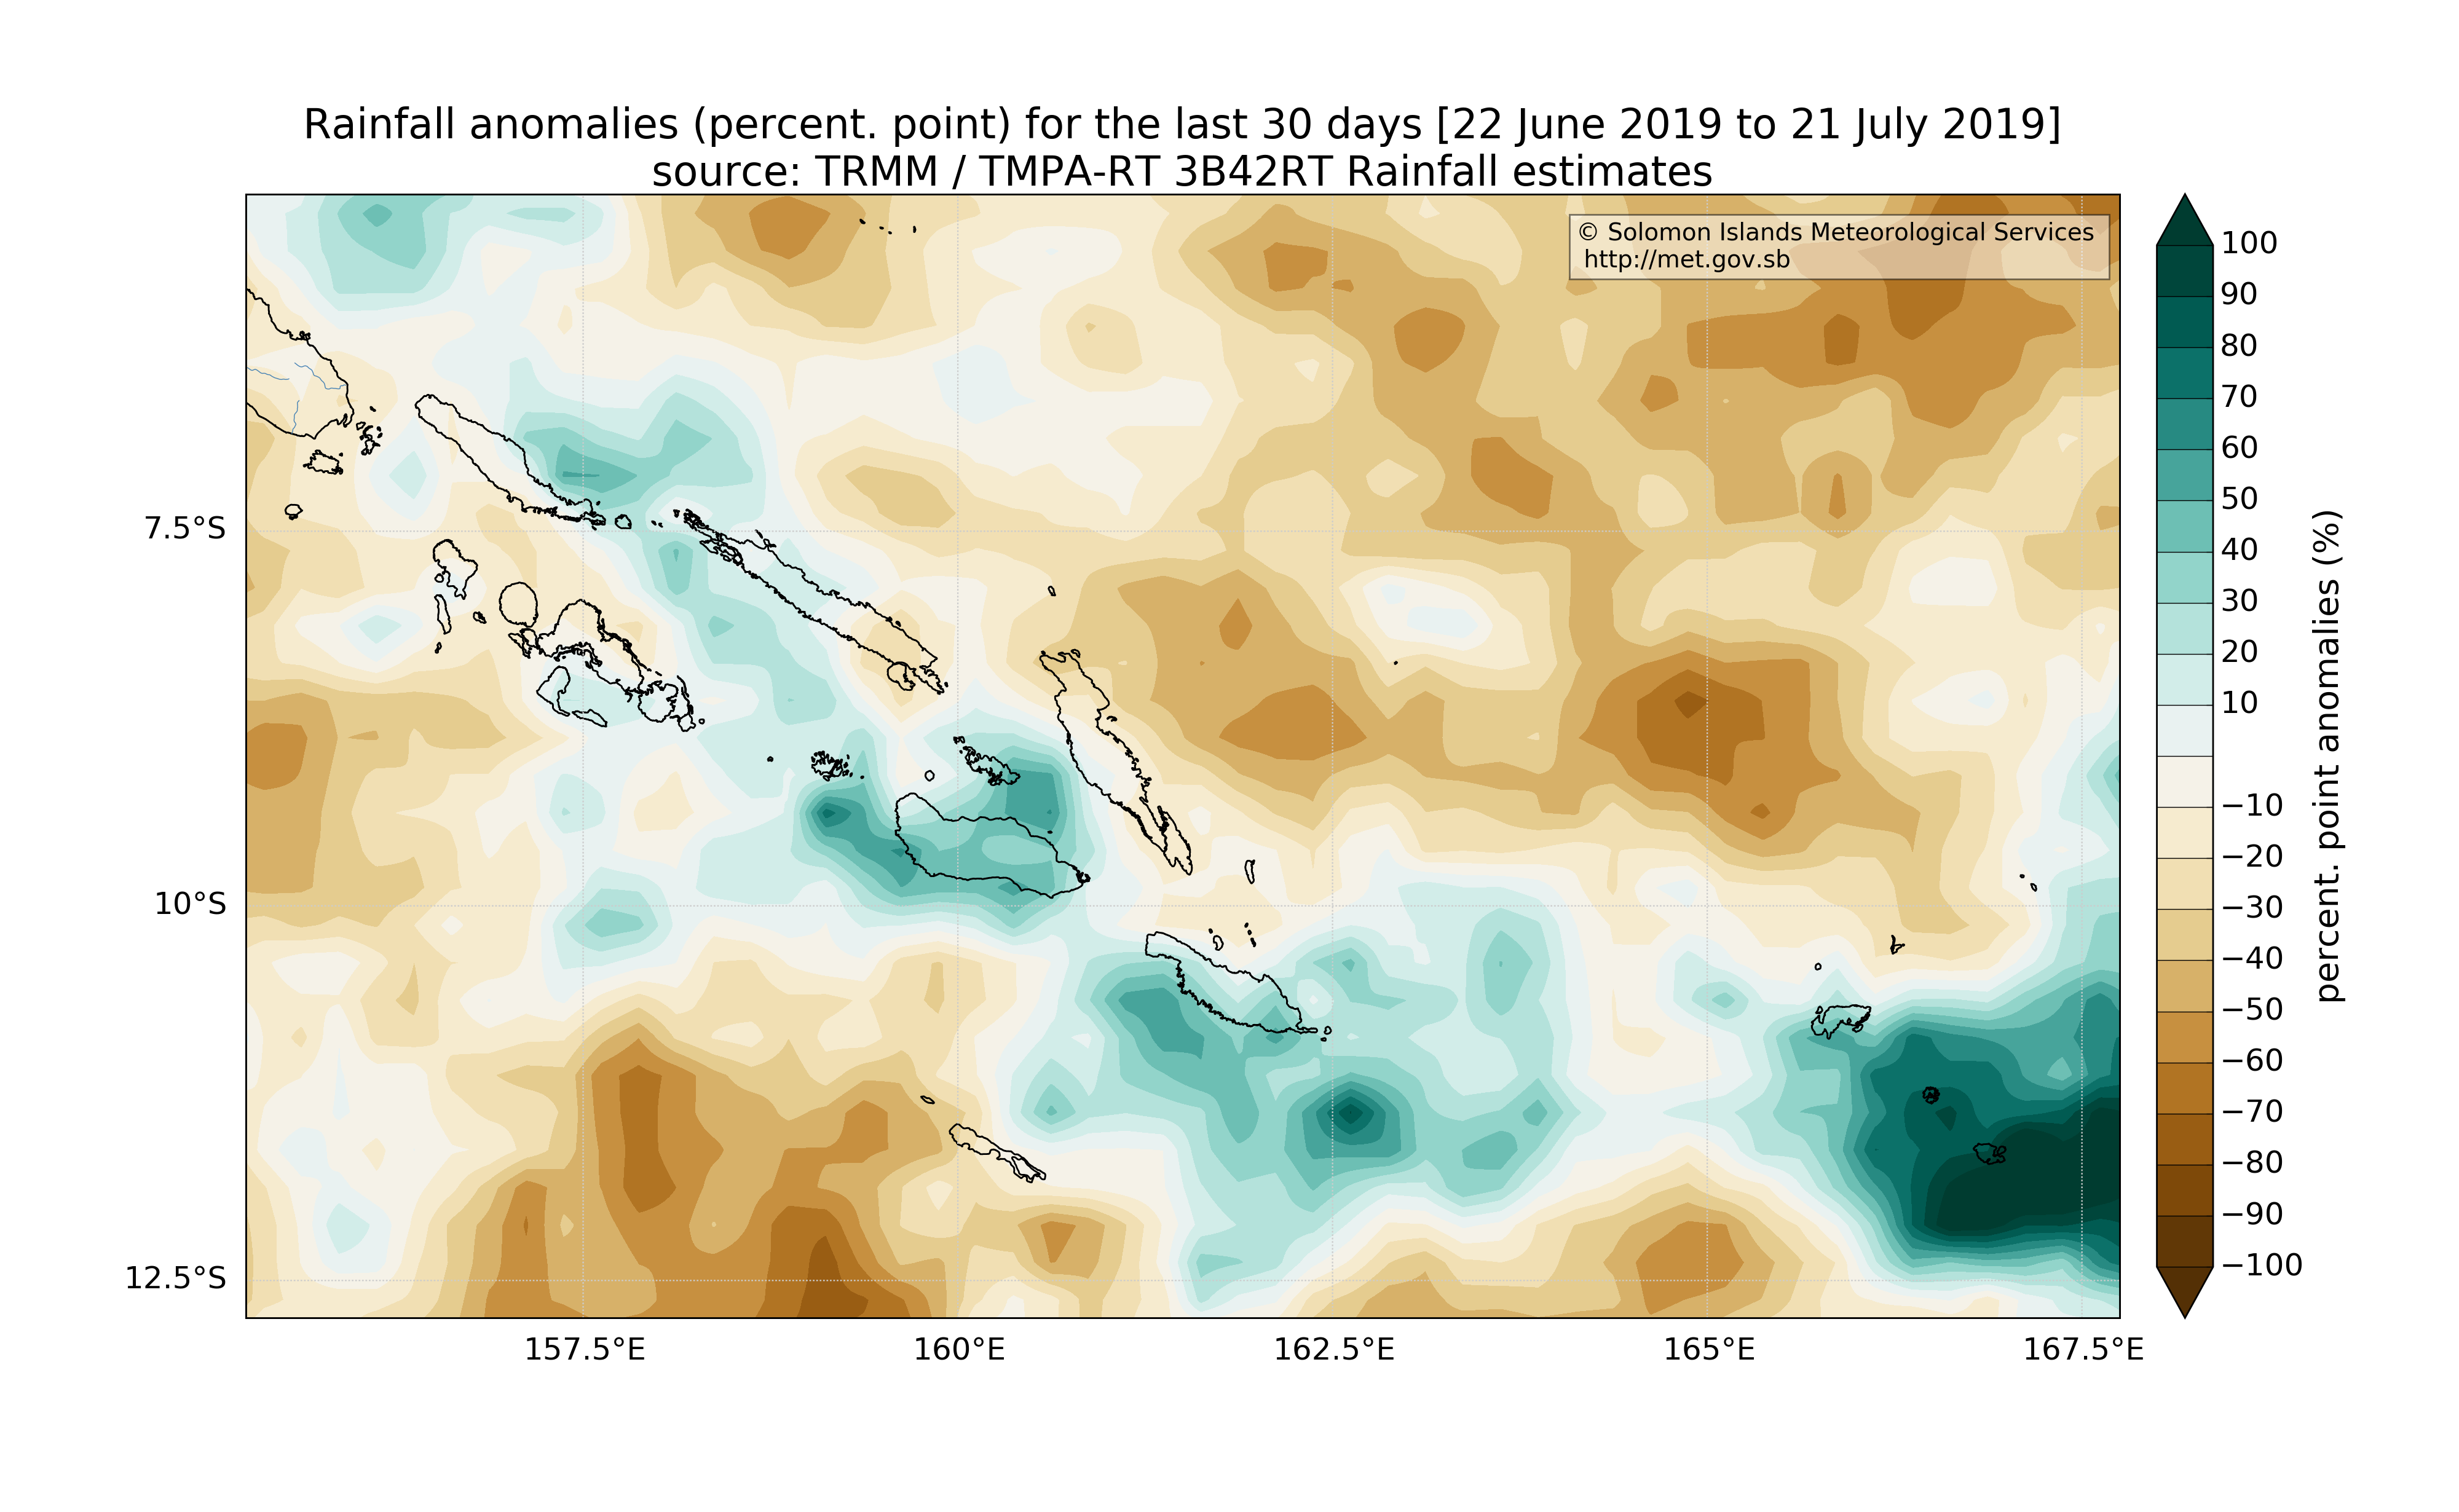 Rainfall anomalies (percent. point) for the last 30 days [22 June 2019 to 21 July 2019]
source: TRMM / TMPA-RT 3B42RT Rainfall estimates
© Solomon Islands Meteorological Services
http://met.gov.sb
7.5°S
10°S
12.5°S
157.5°E
160°E
162.5°E
165°E
167.5°E
100
90
80
70
60
50
40
30
20
10
−10
−20
−30
−40
−50
−60
−70
−80
−90
−100
percent. point anomalies (%)